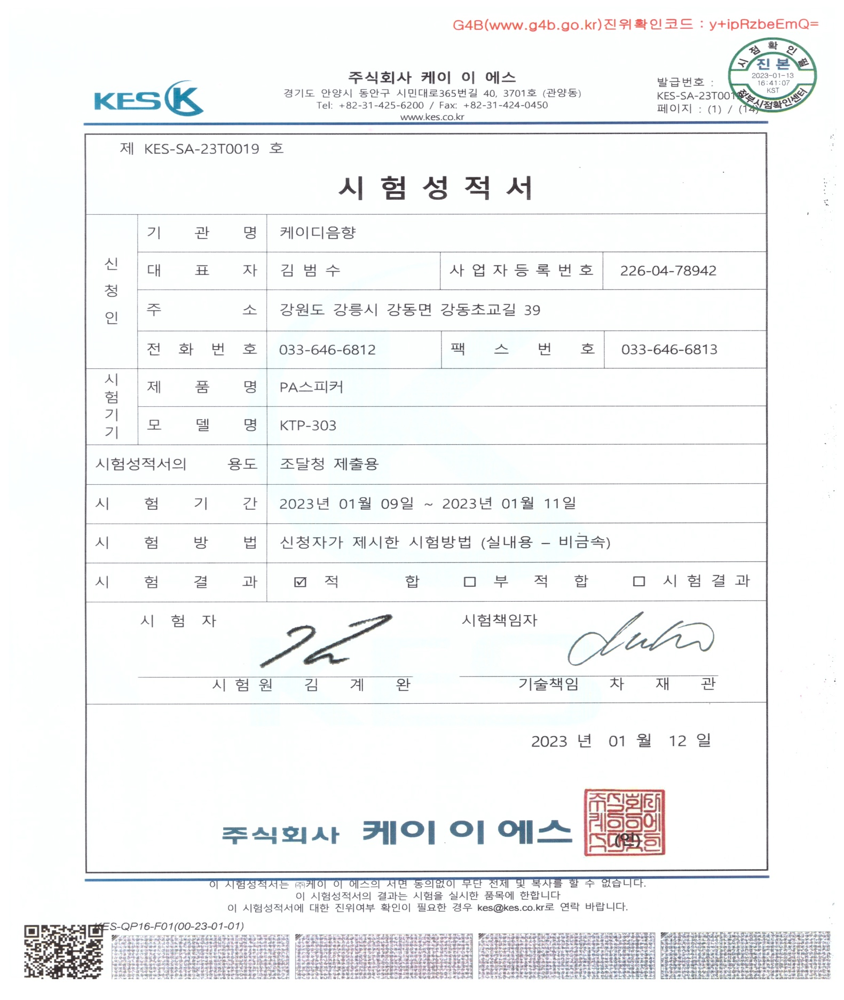 G4B(www.g4b.go.kr)진위확인코드 : y+ipRzbeEmQ=
시점확인필
진본
2023-01-13
16:41:07
KST
정부시점확인센터
KES K
주식회사 케이 이 에스
경기도 안양시 동안구 시민대로365번길 40, 3701호 (관양동)
Tel: +82-31-425-6200 / Fax: +82-31-424-0450
www.kes.co.kr
발급번호 :
KES-SA-23T0019
페이지 : (1) / (14)
제 KES-SA-23T0019 호
시 험 성 적 서
신청인
기 관 명 케이디음향
대 표 자 김 범 수 사 업 자 등 록 번 호 226-04-78942
주 소 강원도 강릉시 강동면 강동초교길 39
전 화 번 호 033-646-6812 팩 스 번 호 033-646-6813
시험기기
제 품 명 PA스피커
모 델 명 KTP-303
시험성적서의 용도 조달청 제출용
시 험 기 간 2023년 01월 09일 ~ 2023년 01월 11일
시 험 방 법 신청자가 제시한 시험방법 (실내용 – 비금속)
시 험 결 과 ☑ 적 합 □ 부 적 합 □ 시 험 결 과
시 험 자 시험책임자
시 험 원 김 계 완 기술책임 차 재 관
2023 년 01 월 12 일
주식회사 케이 이 에스 (인)
이 시험성적서는 ㈜케이 이 에스의 서면 동의없이 무단 전제 및 복사를 할 수 없습니다.
이 시험성적서의 결과는 시험을 실시한 품목에 한합니다
이 시험성적서에 대한 진위여부 확인이 필요한 경우 kes@kes.co.kr로 연락 바랍니다.
KES-QP16-F01(00-23-01-01)